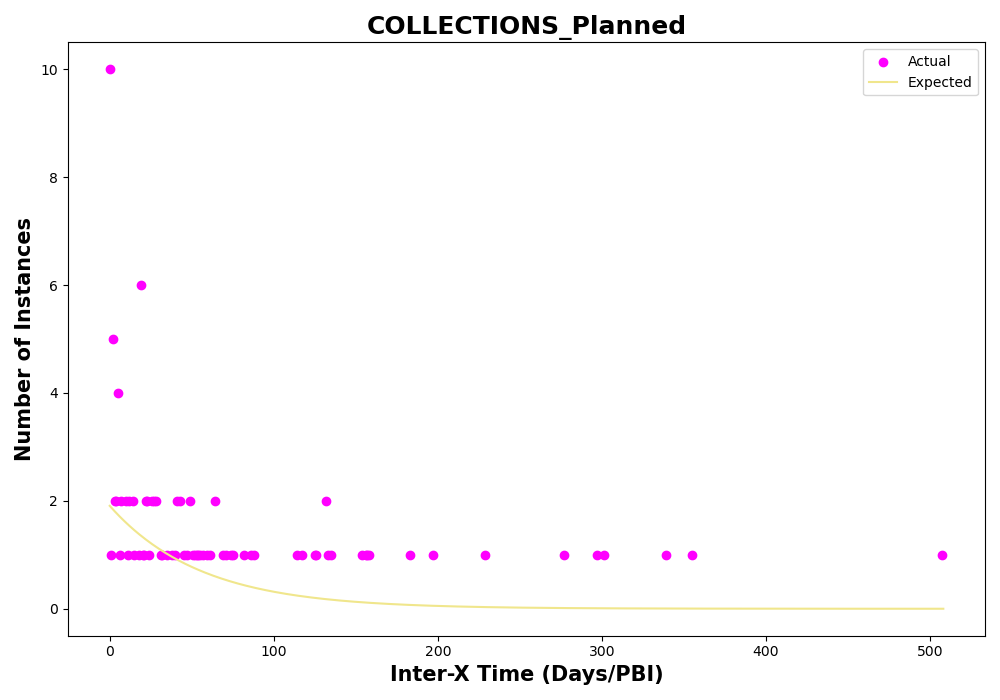 COLLECTIONS_Planned
Actual
Expected
Number of Instances
10
8
6
4
2
0
0
100
200
300
400
500
Inter-X Time (Days/PBI)